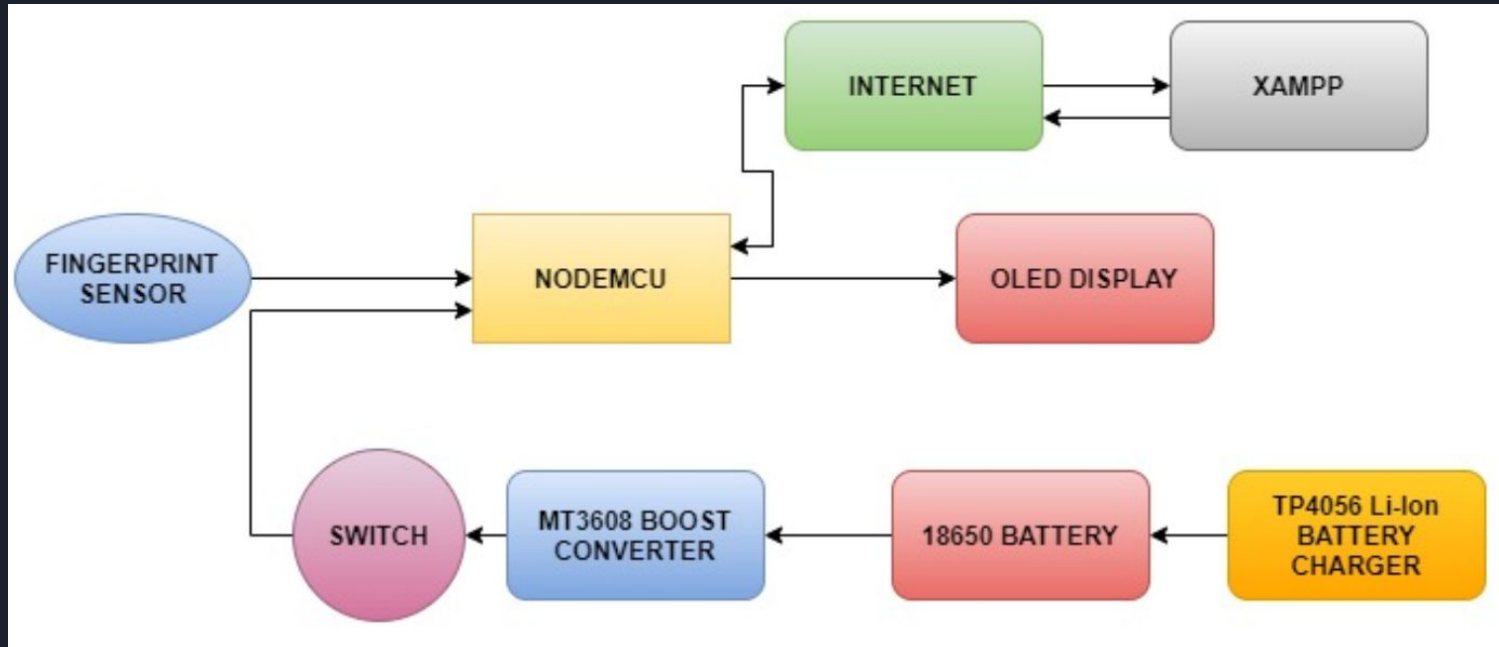 INTERNET
XAMPP
FINGERPRINT
SENSOR
NODEMCU
OLED DISPLAY
SWITCH
MT3608 BOOST
CONVERTER
18650 BATTERY
TP4056 Li-Ion
BATTERY
CHARGER